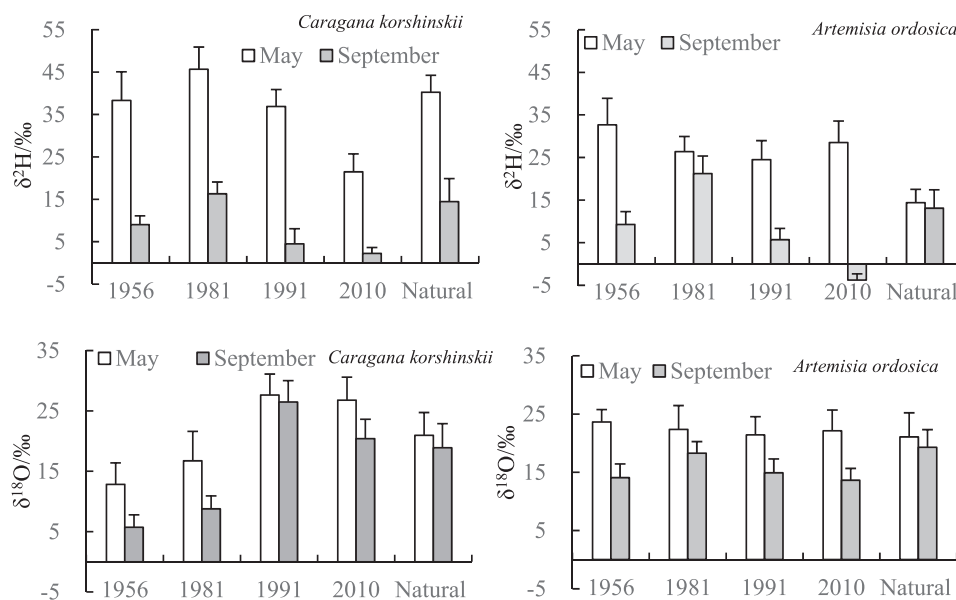 Caragana korshinskii
May September
55
45
35
25
15
5
-5
δ²H/‰
1956 1981 1991 2010 Natural
Artemisia ordosica
May September
55
45
35
25
15
5
-5
δ²H/‰
1956 1981 1991 2010 Natural
May September Caragana korshinskii
35
25
15
5
-5
δ¹⁸O/‰
1956 1981 1991 2010 Natural
May September Artemisia ordosica
35
25
15
5
-5
δ¹⁸O/‰
1956 1981 1991 2010 Natural